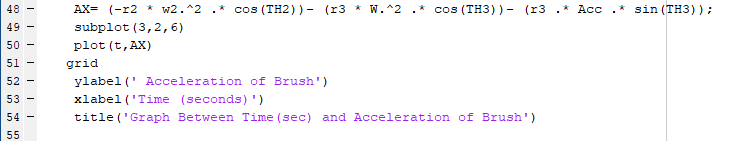 48 - AX= (-r2 * w2.^2 .* cos(TH2))- (r3 * W.^2 .* cos(TH3))- (r3 .* Acc .* sin(TH3));
49 - subplot(3,2,6)
50 - plot(t,AX)
51 - grid
52 - ylabel(' Acceleration of Brush')
53 - xlabel('Time (seconds)')
54 - title('Graph Between Time(sec) and Acceleration of Brush')
55